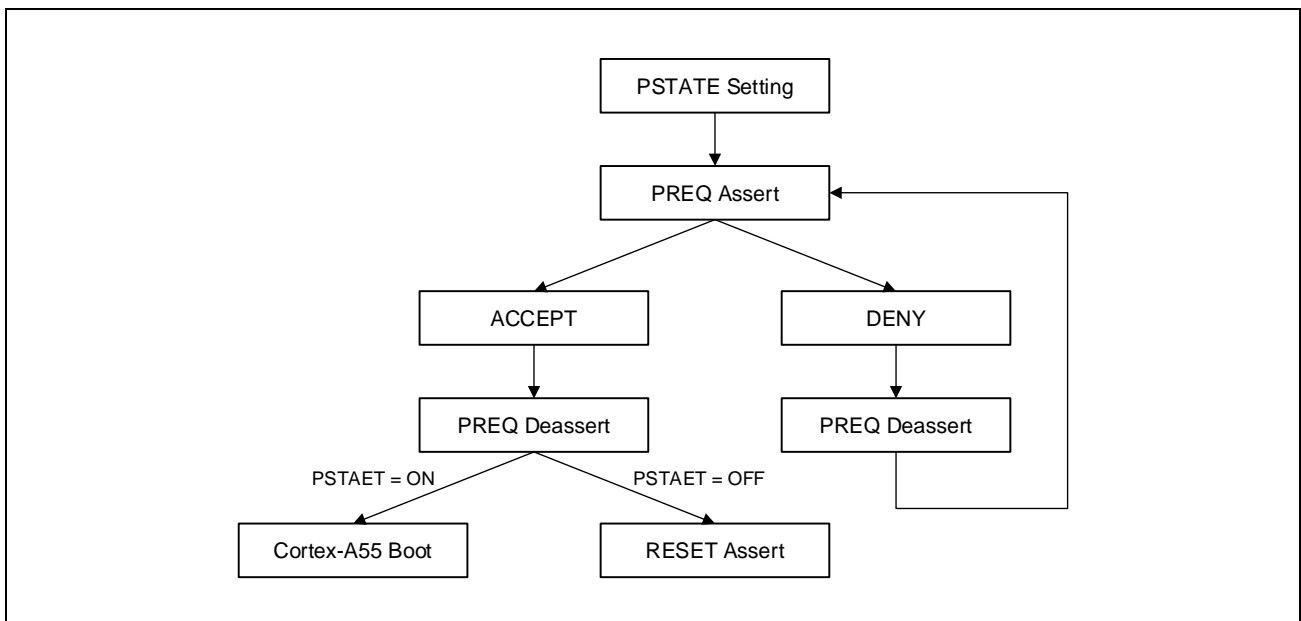 PSTATE Setting
PREQ Assert
ACCEPT
DENY
PREQ Deassert
PREQ Deassert
PSTAET = ON
PSTAET = OFF
Cortex-A55 Boot
RESET Assert